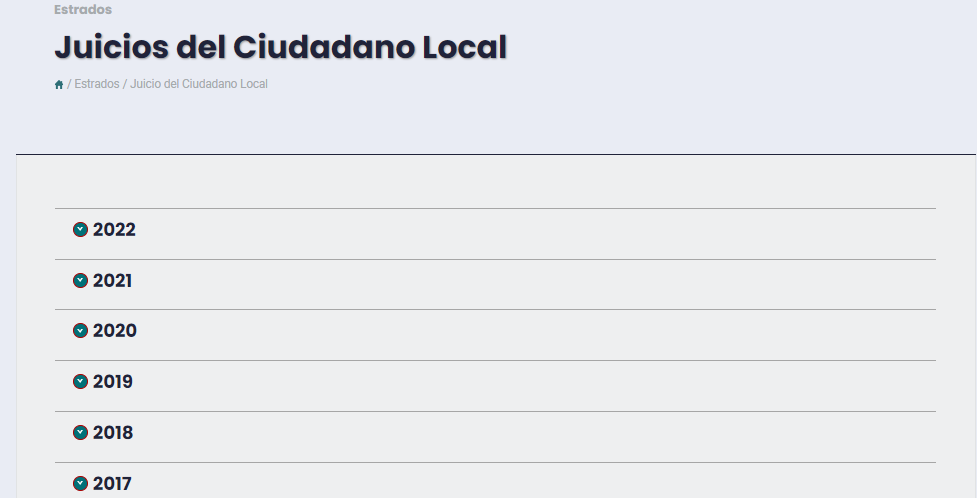 Estrados
Juicios del Ciudadano Local
/ Estrados / Juicio del Ciudadano Local
2022
2021
2020
2019
2018
2017